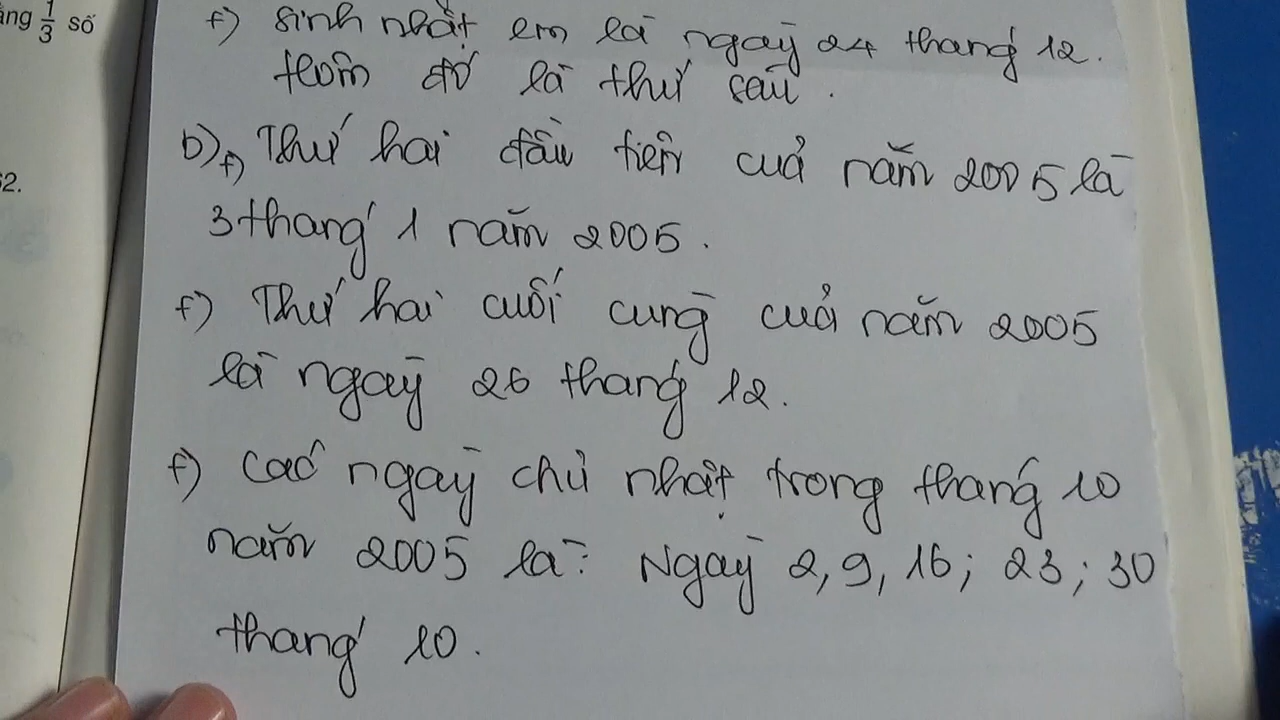 ằng 1/3 số
+) sinh nhật em là ngày 24 tháng 12.
đó là thứ sáu.
b) +) Thứ hai đầu tiên của năm 2005 là
62.
3 tháng 1 năm 2005.
+) Thứ hai cuối cùng của năm 2005
là ngày 26 tháng 12.
+) Các ngày chủ nhật trong tháng 10
năm 2005 là: Ngày 2, 9, 16; 23; 30
tháng 10.